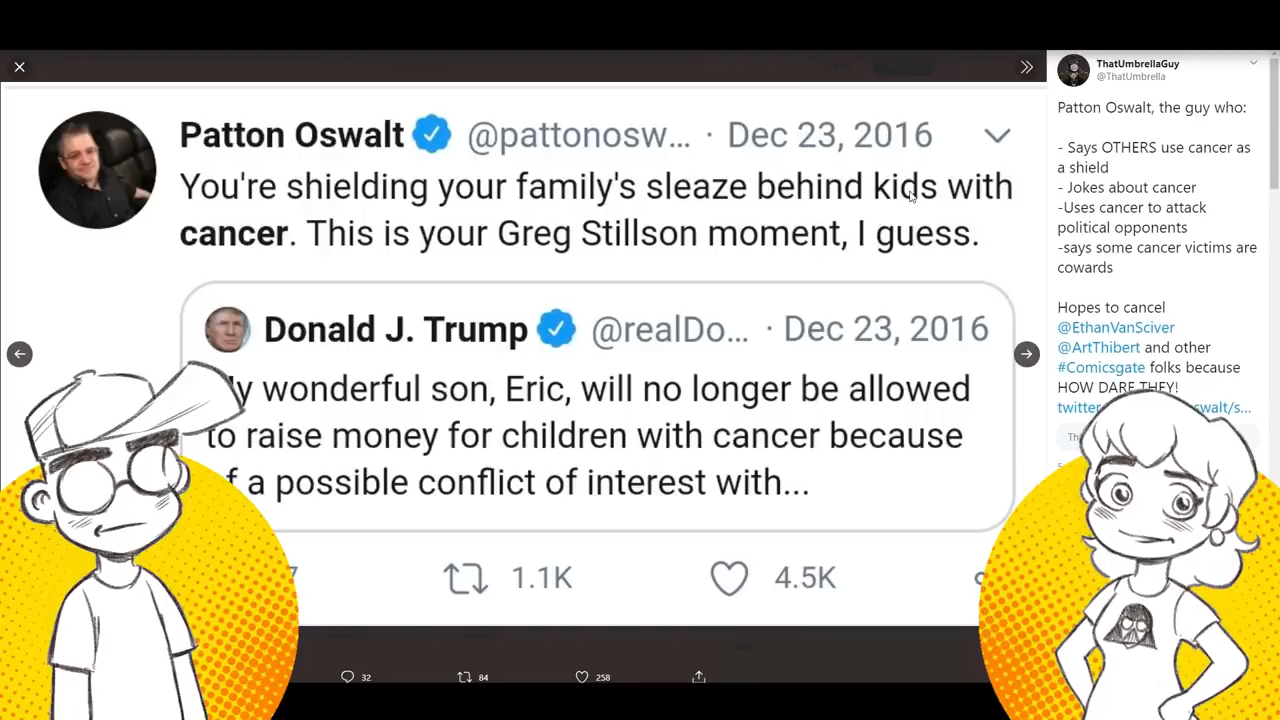 Patton Oswalt @pattonosw... · Dec 23, 2016
You're shielding your family's sleaze behind kids with
cancer. This is your Greg Stillson moment, I guess.
Donald J. Trump @realDo... · Dec 23, 2016
wonderful son, Eric, will no longer be allowed
to raise money for children with cancer because
a possible conflict of interest with...
1.1K 4.5K
32 84 258
ThatUmbrellaGuy
@ThatUmbrella
Patton Oswalt, the guy who:
- Says OTHERS use cancer as
a shield
- Jokes about cancer
-Uses cancer to attack
political opponents
-says some cancer victims are
cowards
Hopes to cancel
@EthanVanSciver
@ArtThibert and other
#Comicsgate folks because
HOW DARE THEY!